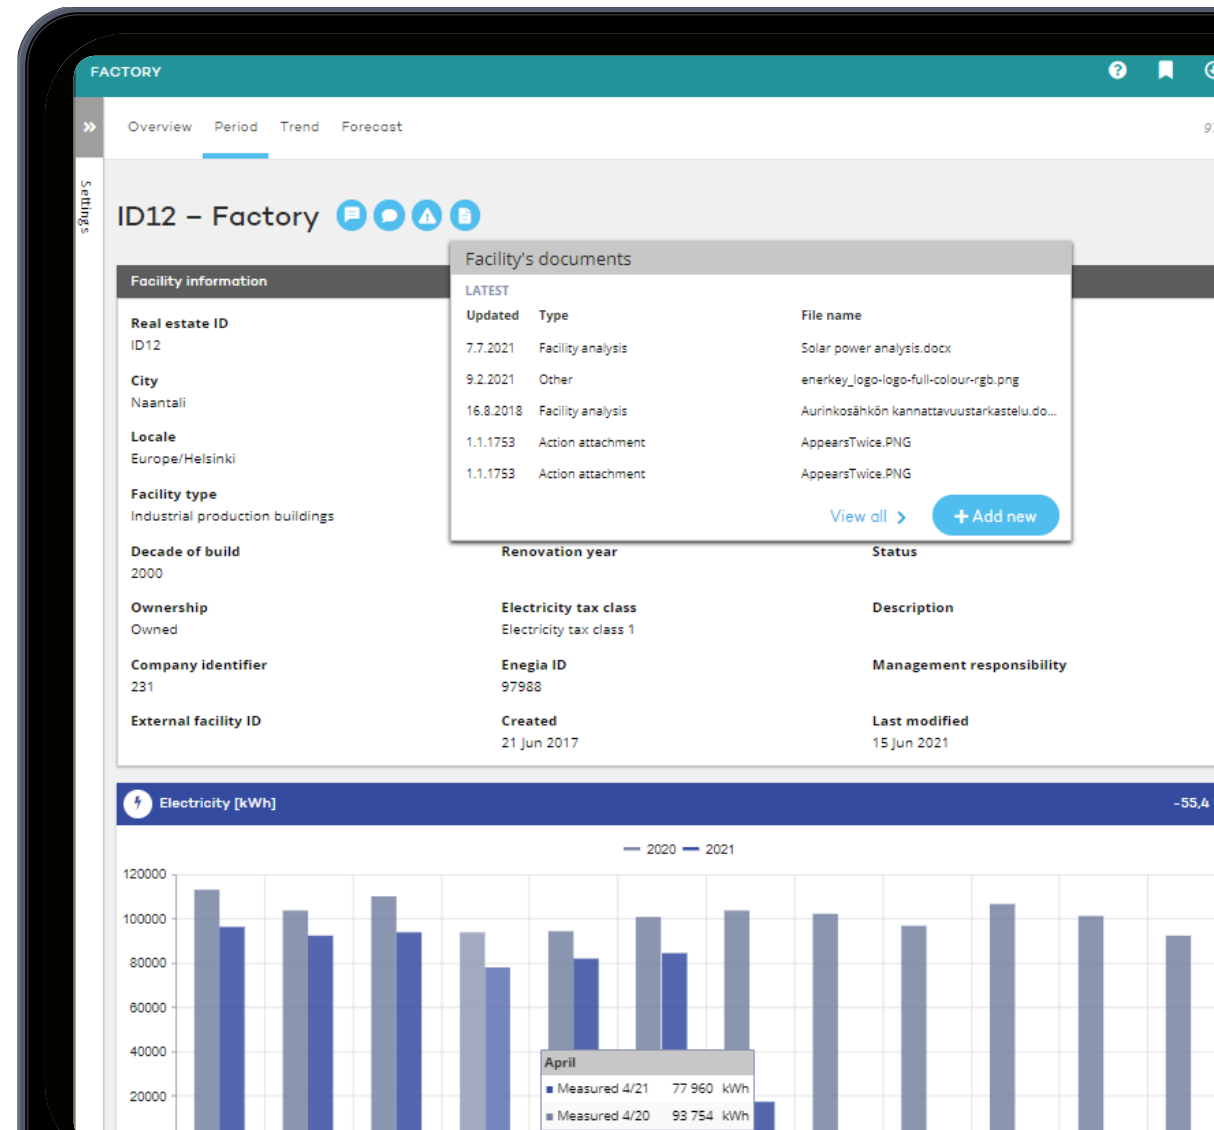 FACTORY
Overview Period Trend Forecast
Settings
ID12 – Factory
Facility's documents
Facility information
LATEST
Updated Type File name
7.7.2021 Facility analysis Solar power analysis.docx
9.2.2021 Other enerkey_logo-logo-full-colour-rgb.png
16.8.2018 Facility analysis Aurinkosähkön kannattavuustarkastelu.do...
1.1.1753 Action attachment AppearsTwice.PNG
1.1.1753 Action attachment AppearsTwice.PNG
View all + Add new
Real estate ID
ID12
City
Naantali
Locale
Europe/Helsinki
Facility type
Industrial production buildings
Decade of build Renovation year Status
2000
Ownership Electricity tax class Description
Owned Electricity tax class 1
Company identifier Enegia ID Management responsibility
231 97988
External facility ID Created Last modified
21 Jun 2017 15 Jun 2021
Electricity [kWh] -55,4
2020 2021
120000
100000
80000
60000
40000
20000
April
Measured 4/21 77 960 kWh
Measured 4/20 93 754 kWh